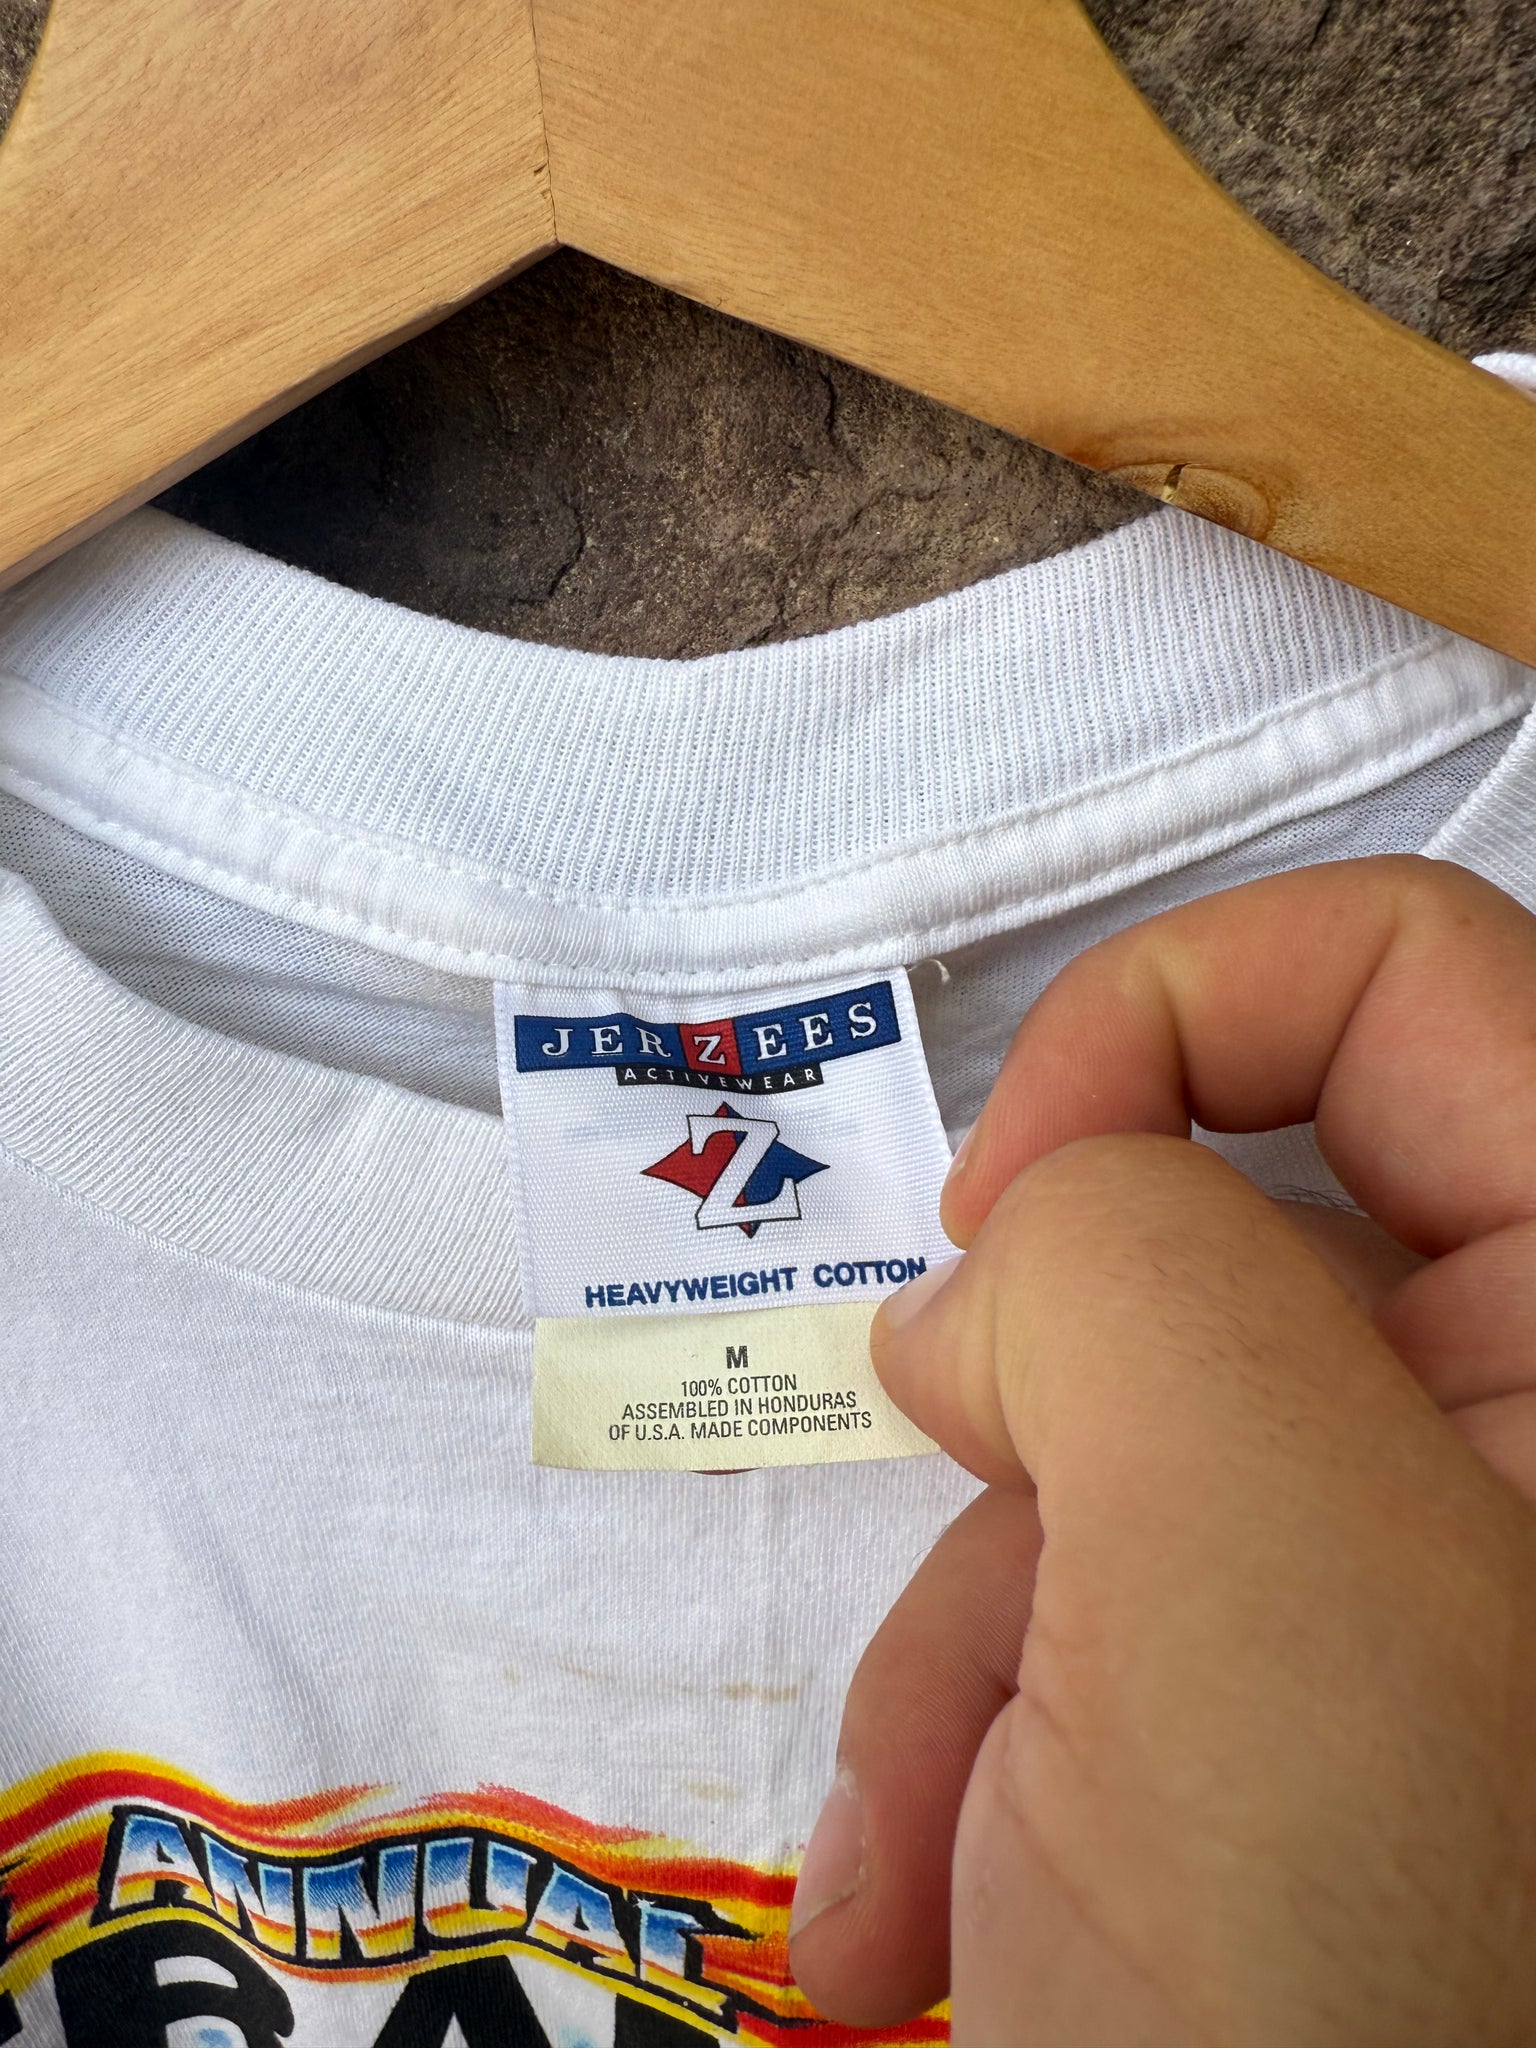 JERZEES
ACTIVEWEAR
Z
HEAVYWEIGHT COTTON
M
100% COTTON
ASSEMBLED IN HONDURAS
OF U.S.A. MADE COMPONENTS
ANNUAL